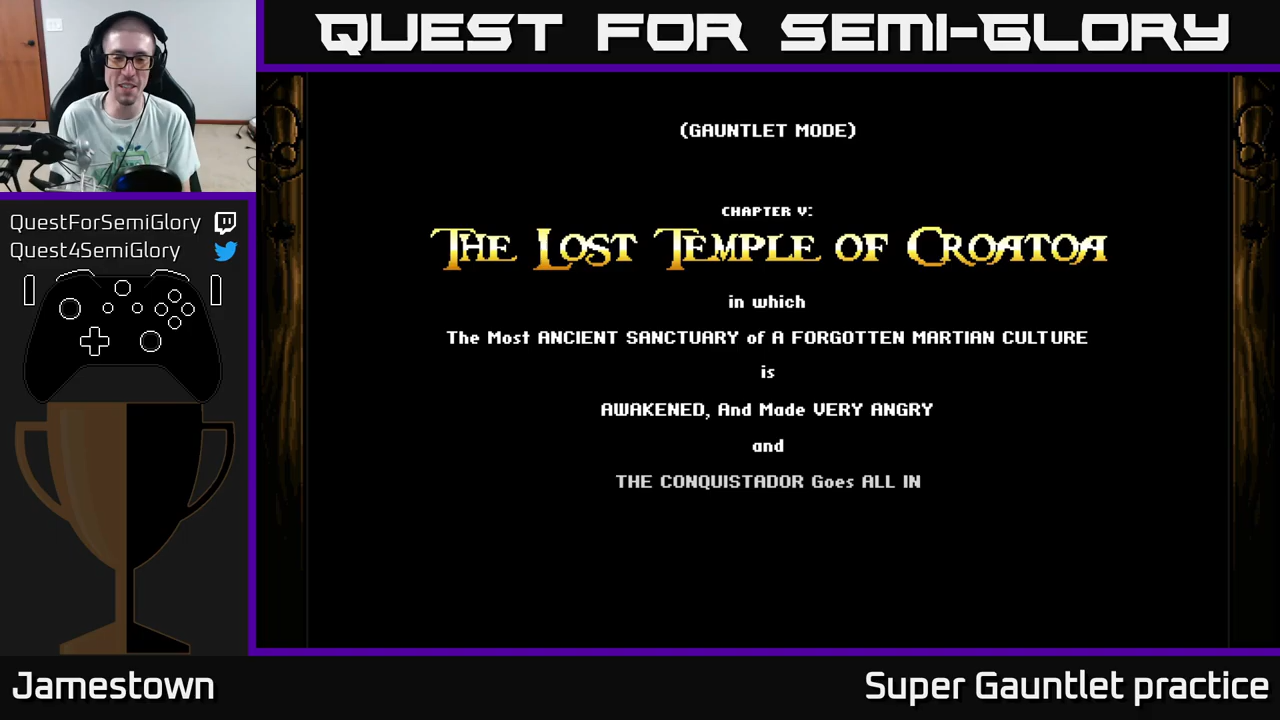 QUEST FOR SEMI-GLORY
QuestForSemiGlory
Quest4SemiGlory
(GAUNTLET MODE)
CHAPTER V:
THE LOST TEMPLE OF CROATOA
in which
The Most ANCIENT SANCTUARY of A FORGOTTEN MARTIAN CULTURE
is
AWAKENED, And Made VERY ANGRY
and
THE CONQUISTADOR Goes ALL IN
Jamestown
Super Gauntlet practice